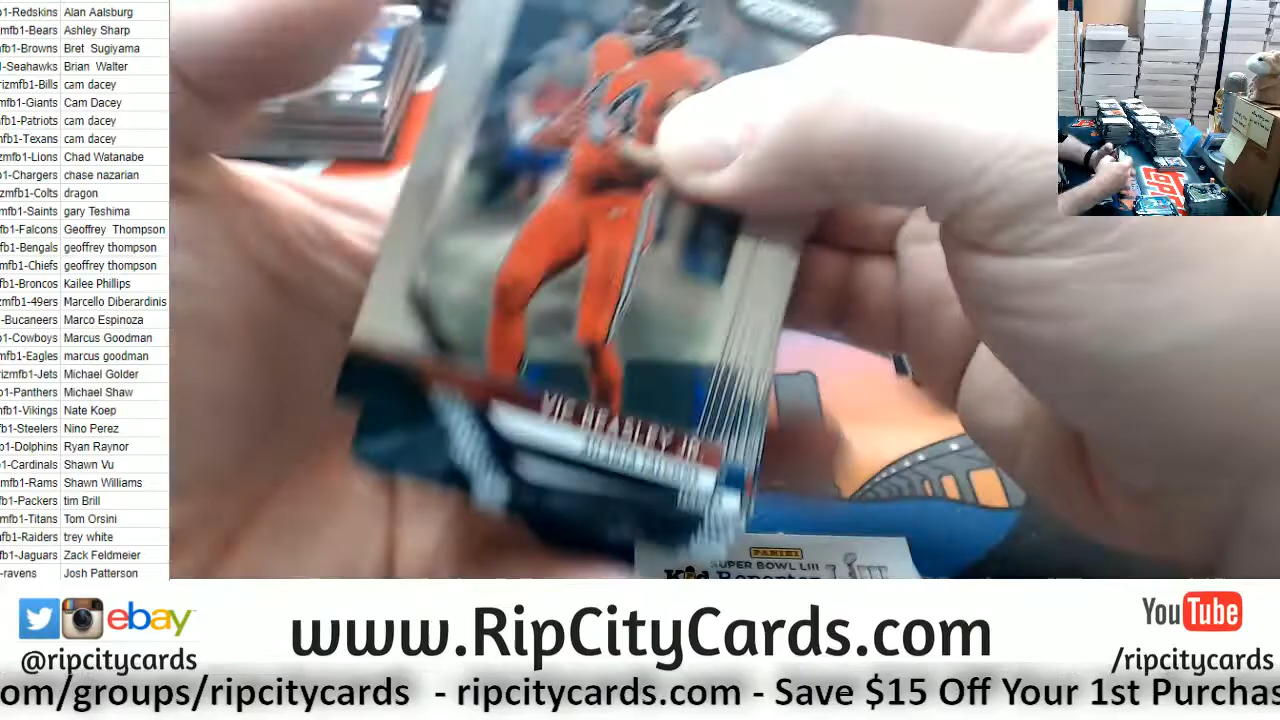 b1-Redskins Alan Aalsburg
mfb1-Bears Ashley Sharp
mfb1-Browns Bret Sugiyama
1-Seahawks Brian Walter
rizmfb1-Bills cam dacey
mfb1-Giants Cam Dacey
mfb1-Patriots cam dacey
mfb1-Texans cam dacey
zmfb1-Lions Chad Watanabe
fb1-Chargers chase nazarian
zmfb1-Colts dragon
mfb1-Saints gary Teshima
fb1-Falcons Geoffrey Thompson
fb1-Bengals geoffrey thompson
mfb1-Chiefs geoffrey thompson
fb1-Broncos Kailee Phillips
zmfb1-49ers Marcello Diberardinis
-Bucaneers Marco Espinoza
b1-Cowboys Marcus Goodman
mfb1-Eagles marcus goodman
rizmfb1-Jets Michael Golder
b1-Panthers Michael Shaw
mfb1-Vikings Nate Koep
fb1-Steelers Nino Perez
b1-Dolphins Ryan Raynor
b1-Cardinals Shawn Vu
mfb1-Rams Shawn Williams
fb1-Packers tim Brill
mfb1-Titans Tom Orsini
fb1-Raiders trey white
fb1-Jaguars Zack Feldmeier
-ravens Josh Patterson
VIC BEASLEY JR.
PANINI
SUPER BOWL LIII
Kid Reporter LIII
ebay
@ripcitycards
www.RipCityCards.com
YouTube
/ripcitycards
om/groups/ripcitycards - ripcitycards.com - Save $15 Off Your 1st Purchas